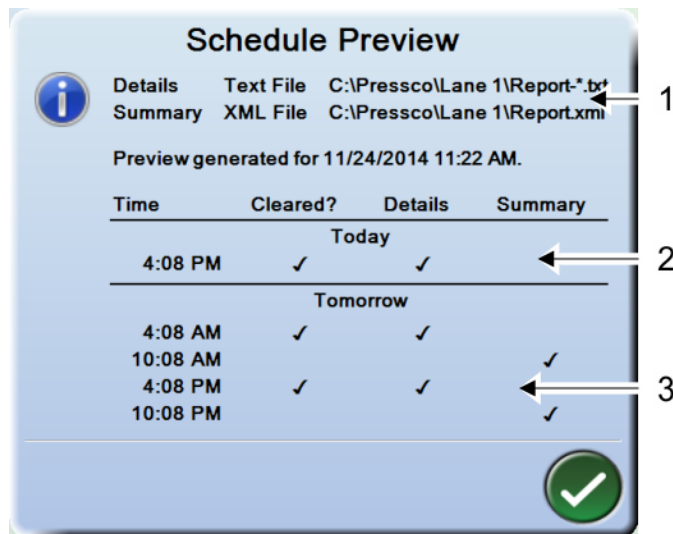 Schedule Preview
Details Text File C:\Pressco\Lane 1\Report-*.txt
Summary XML File C:\Pressco\Lane 1\Report.xml
1
Preview generated for 11/24/2014 11:22 AM.
Time Cleared? Details Summary
Today
4:08 PM ✓ ✓
2
Tomorrow
4:08 AM ✓ ✓
10:08 AM ✓
4:08 PM ✓ ✓
3
10:08 PM ✓